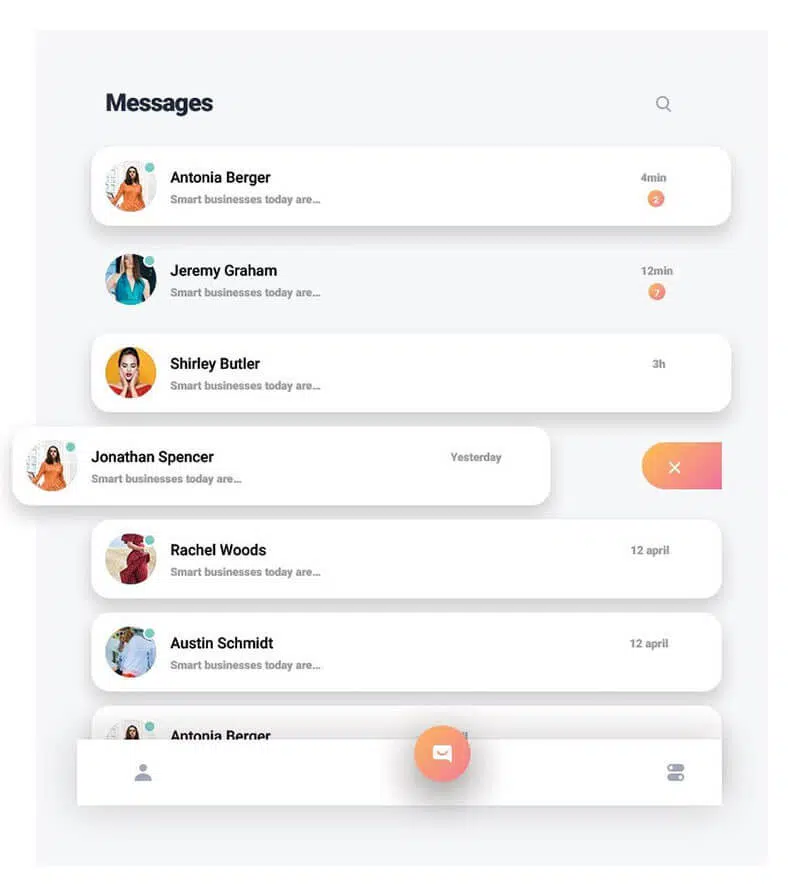 Messages
Antonia Berger
4min
Smart businesses today are...
2
Jeremy Graham
12min
Smart businesses today are...
7
Shirley Butler
3h
Smart businesses today are...
Jonathan Spencer
Yesterday
Smart businesses today are...
Rachel Woods
12 april
Smart businesses today are...
Austin Schmidt
12 april
Smart businesses today are...
Antonia Berger